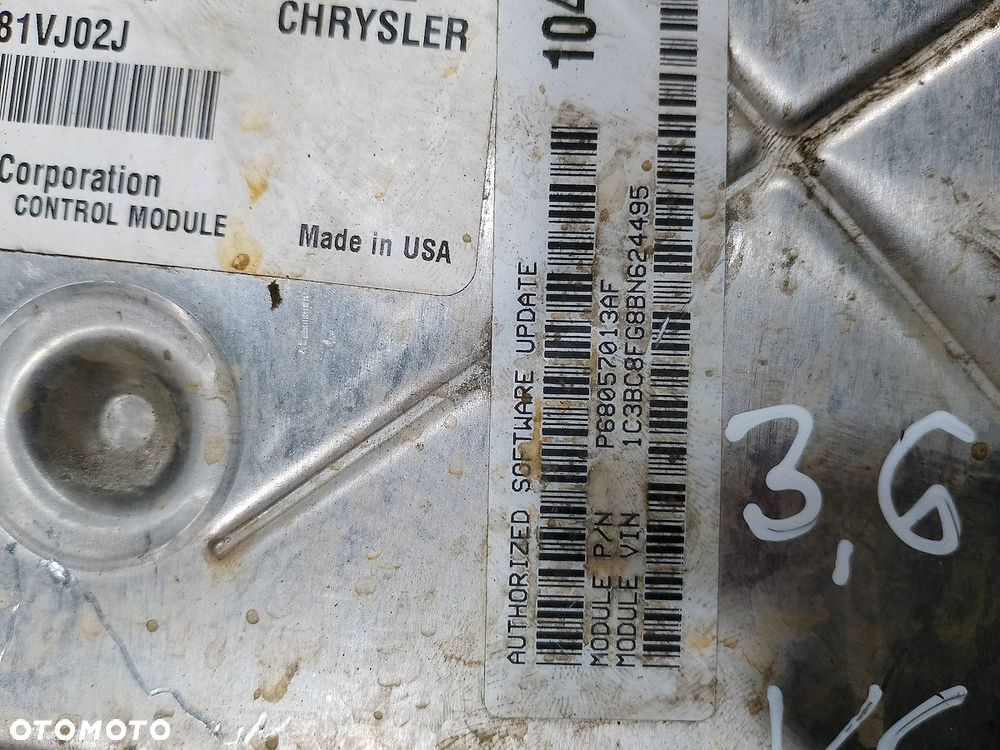 81VJ02J
CHRYSLER
Corporation
CONTROL MODULE
Made in USA
104
AUTHORIZED SOFTWARE UPDATE
MODULE P/N P68057013AF
MODULE VIN 1C3BC8FG8BN624495
3,6
OTOMOTO